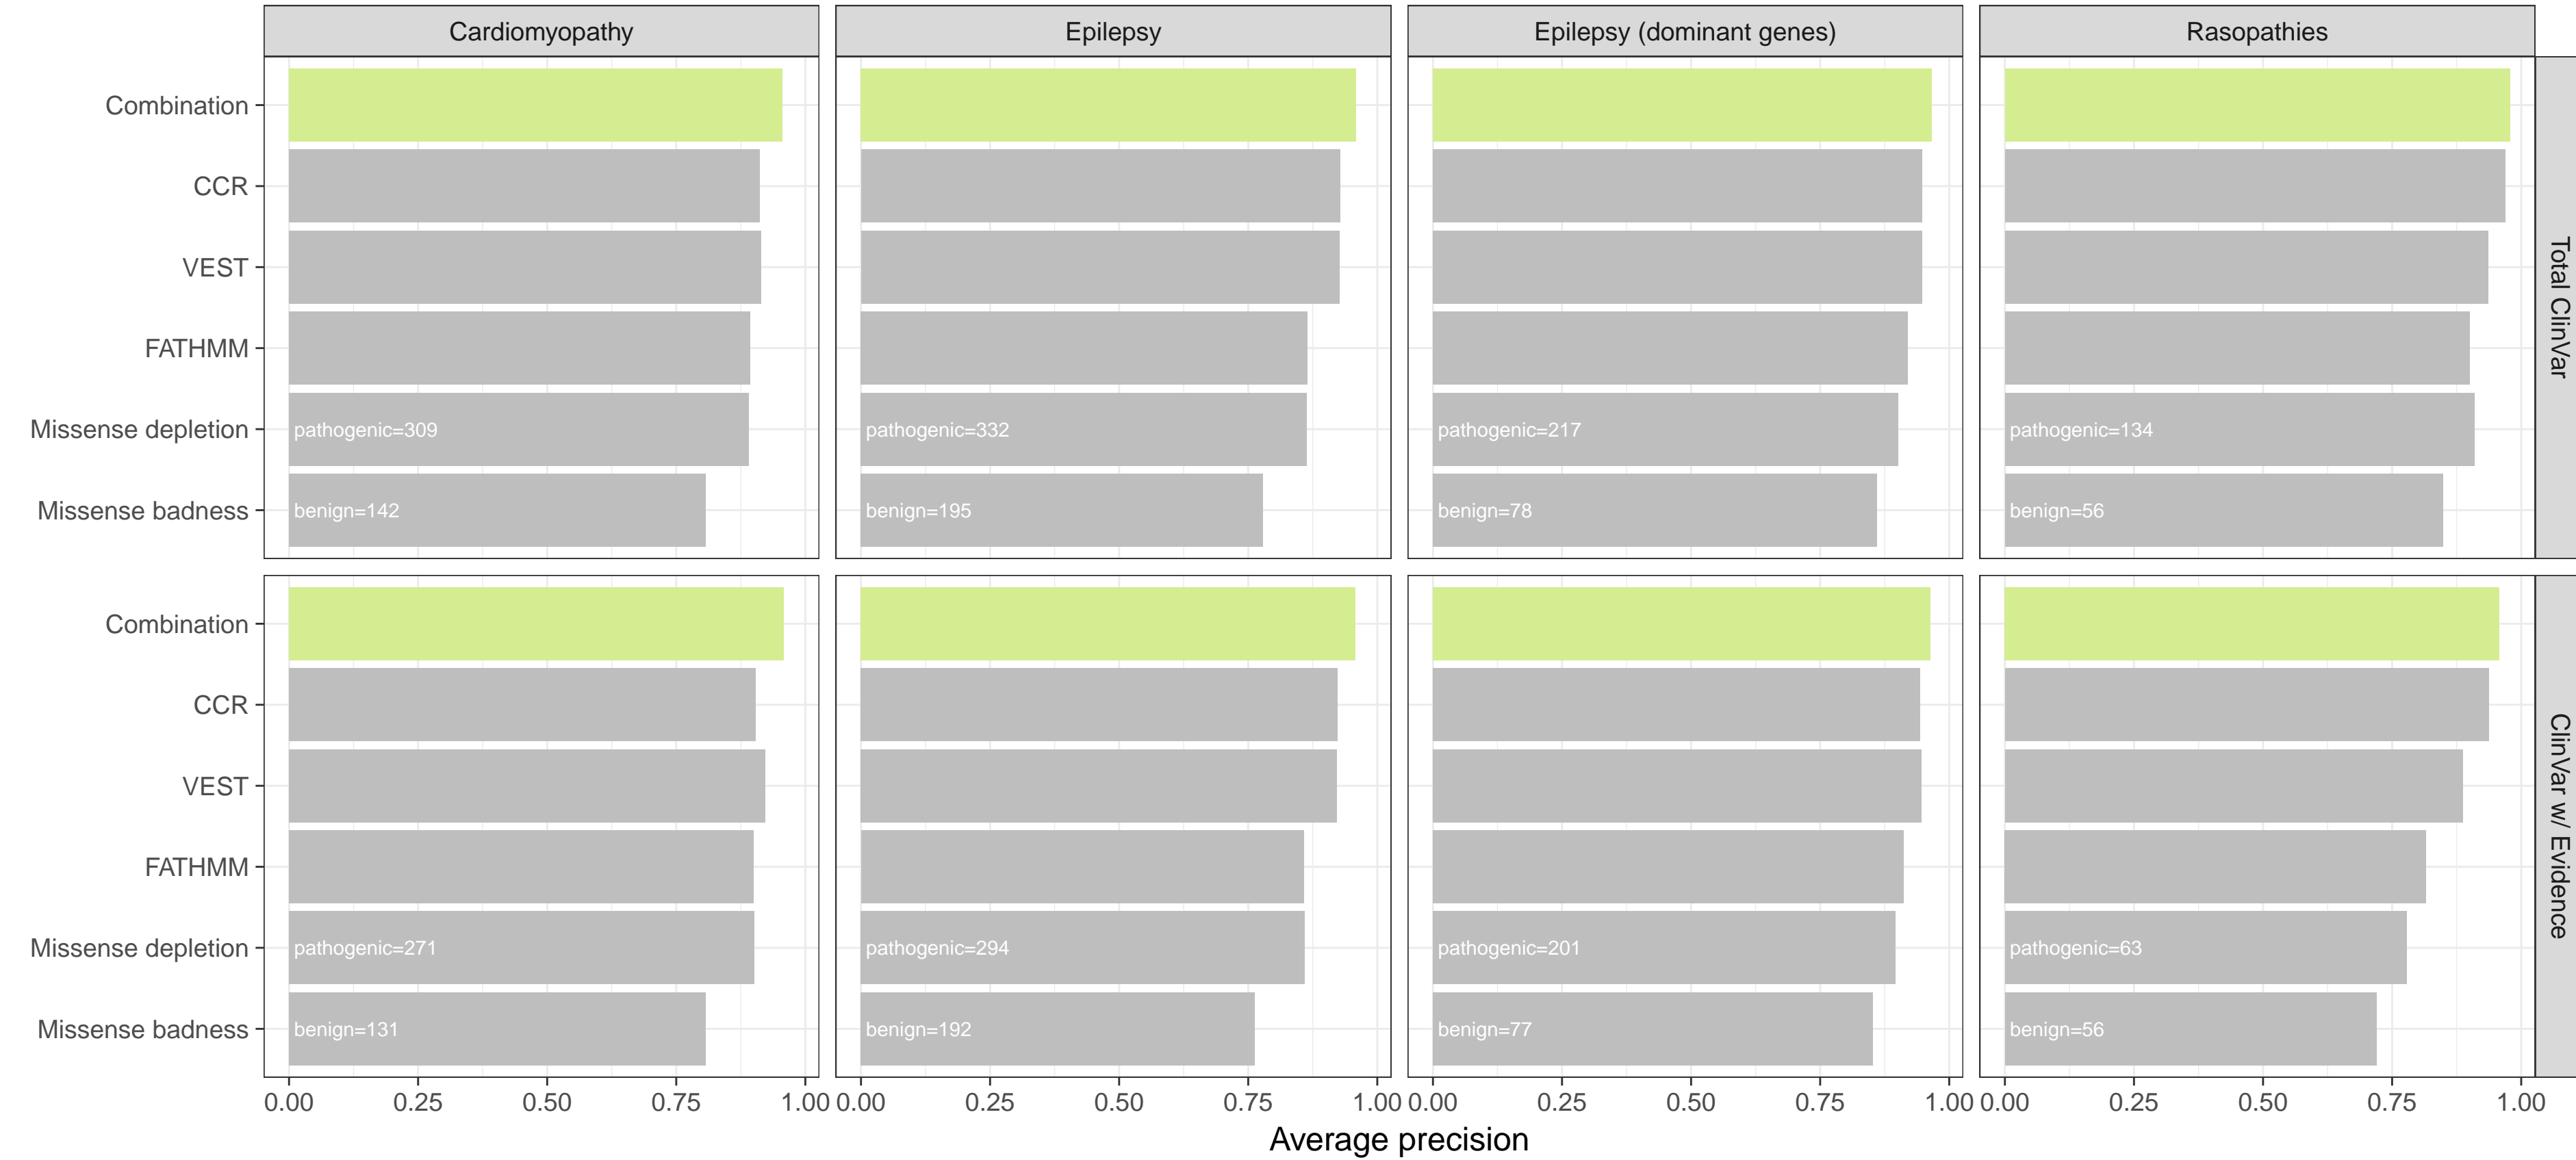 Cardiomyopathy Epilepsy Epilepsy (dominant genes) Rasopathies
Combination
CCR
VEST
FATHMM
Missense depletion pathogenic=309 pathogenic=332 pathogenic=217 pathogenic=134
Missense badness benign=142 benign=195 benign=78 benign=56
Total ClinVar
Combination
CCR
VEST
FATHMM
Missense depletion pathogenic=271 pathogenic=294 pathogenic=201 pathogenic=63
Missense badness benign=131 benign=192 benign=77 benign=56
ClinVar w/ Evidence
0.00 0.25 0.50 0.75 1.00 0.00 0.25 0.50 0.75 1.00 0.00 0.25 0.50 0.75 1.00 0.00 0.25 0.50 0.75 1.00
Average precision